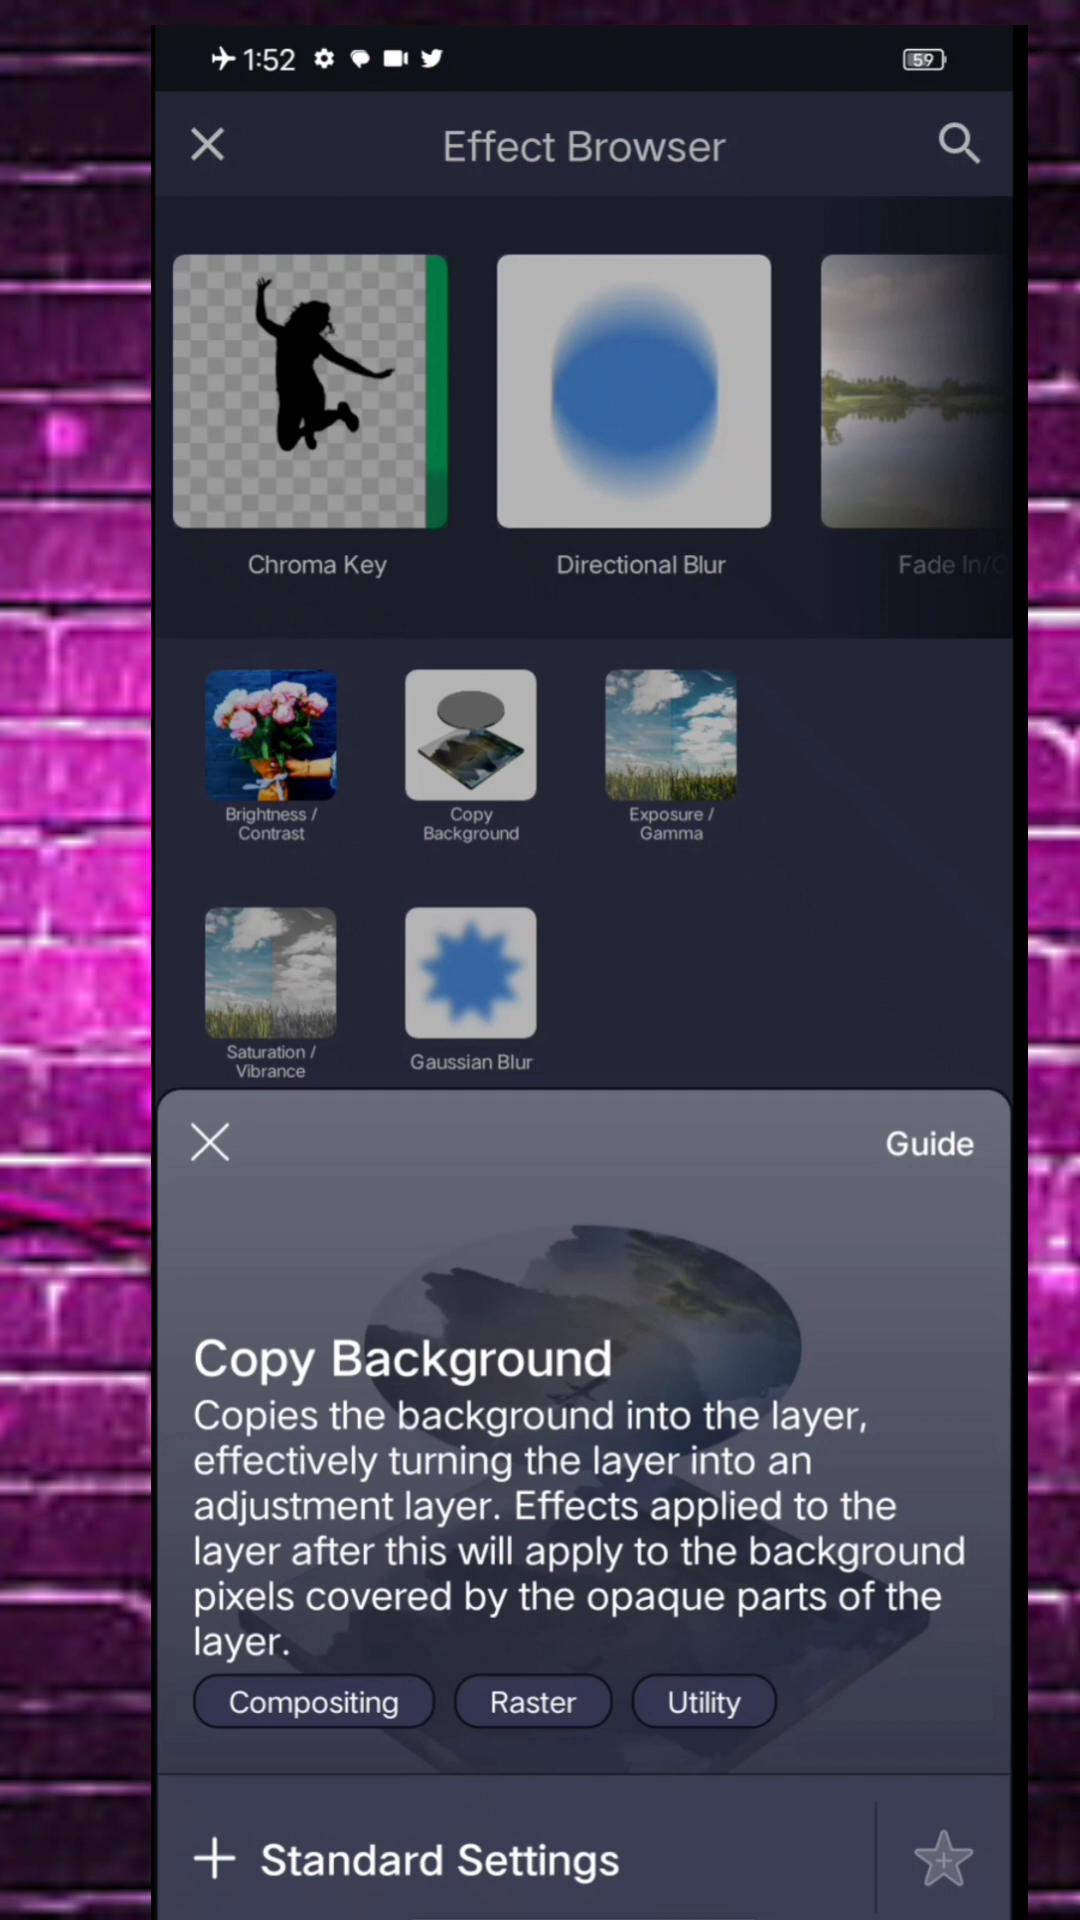 1:52
59
Effect Browser
Chroma Key
Directional Blur
Fade In/
Brightness /
Contrast
Copy
Background
Exposure /
Gamma
Saturation /
Vibrance
Gaussian Blur
Guide
Copy Background
Copies the background into the layer,
effectively turning the layer into an
adjustment layer. Effects applied to the
layer after this will apply to the background
pixels covered by the opaque parts of the
layer.
Compositing
Raster
Utility
Standard Settings